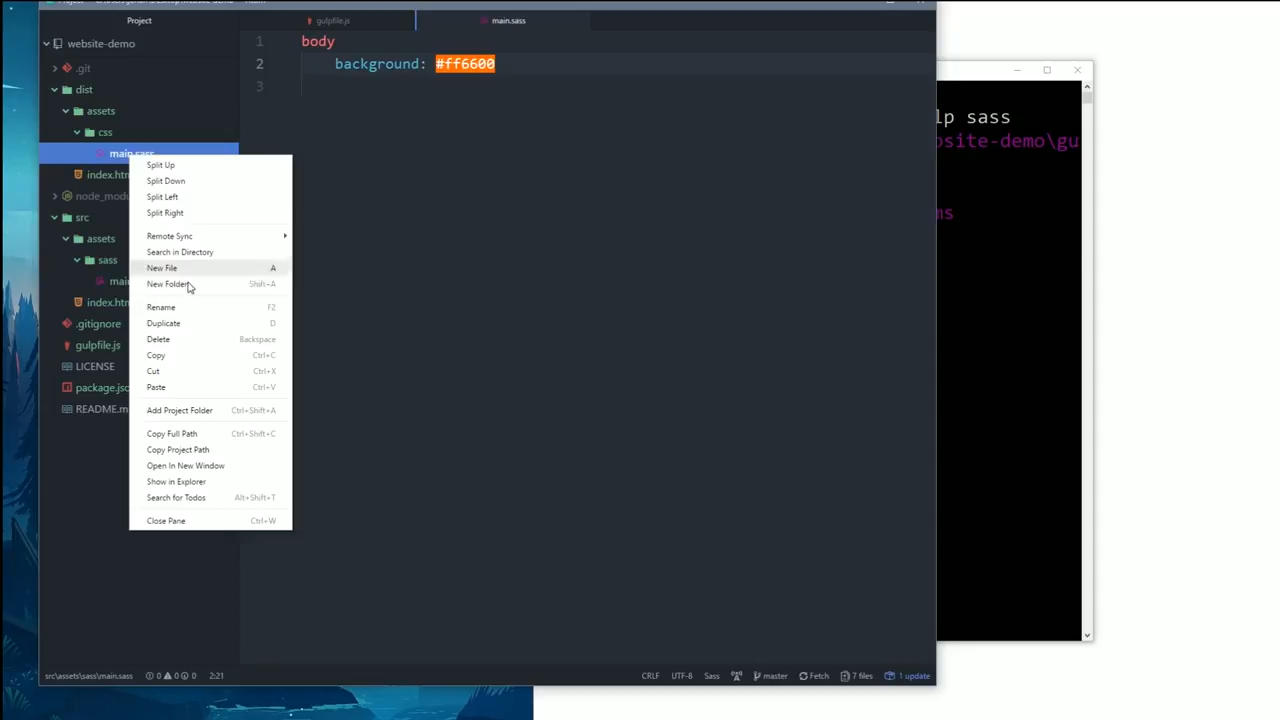 Project
gulpfile.js
main.sass
website-demo
.git
dist
assets
css
main.sass
index.htm
node_modu
src
assets
sass
main
index.htm
.gitignore
gulpfile.js
LICENSE
package.jsc
README.m
1 body
2 background: #ff6600
3
Split Up
Split Down
Split Left
Split Right
Remote Sync
Search in Directory
New File A
New Folder Shift+A
Rename F2
Duplicate D
Delete Backspace
Copy Ctrl+C
Cut Ctrl+X
Paste Ctrl+V
Add Project Folder Ctrl+Shift+A
Copy Full Path Ctrl+Shift+C
Copy Project Path
Open In New Window
Show in Explorer
Search for Todos Alt+Shift+T
Close Pane Ctrl+W
lp sass
bsite-demo\gu
ms
src\assets\sass\main.sass 0 0 0 2:21
CRLF UTF-8 Sass master Fetch 7 files 1 update